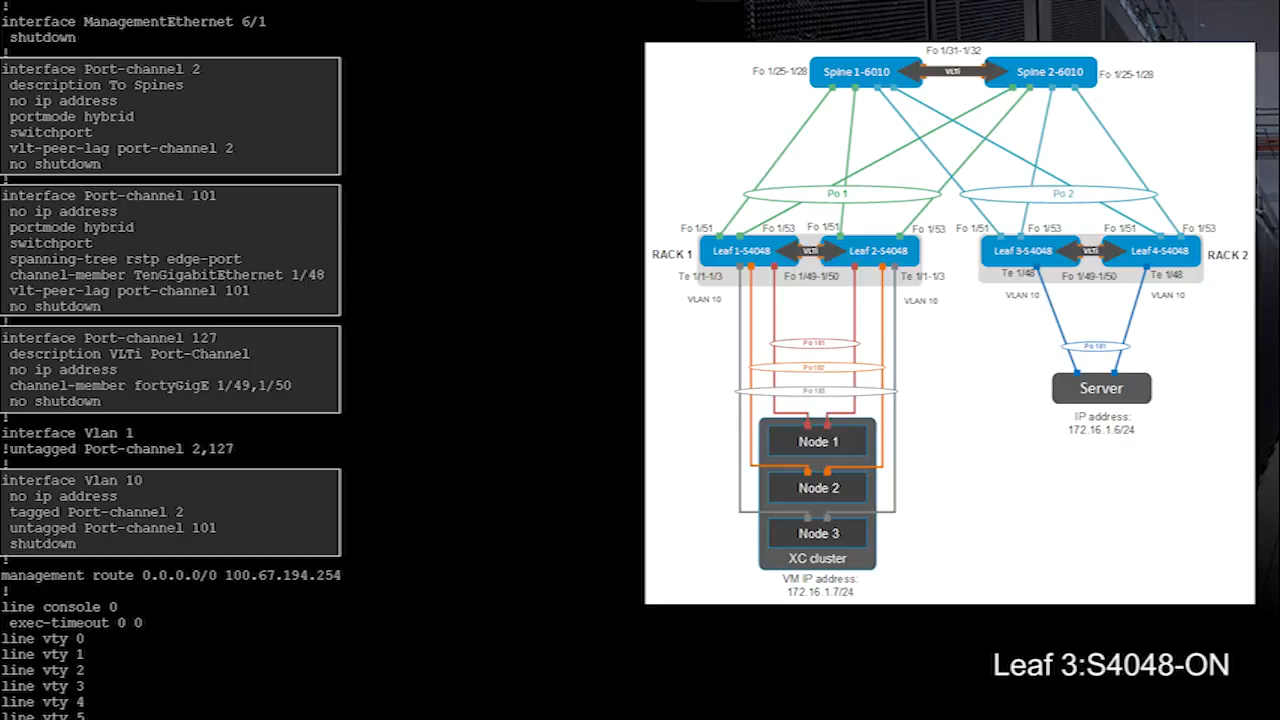 !
interface ManagementEthernet 6/1
shutdown
!
interface Port-channel 2
description To Spines
no ip address
portmode hybrid
switchport
vlt-peer-lag port-channel 2
no shutdown
!
interface Port-channel 101
no ip address
portmode hybrid
switchport
spanning-tree rstp edge-port
channel-member TenGigabitEthernet 1/48
vlt-peer-lag port-channel 101
no shutdown
!
interface Port-channel 127
description VLTi Port-Channel
no ip address
channel-member fortyGigE 1/49,1/50
no shutdown
!
interface Vlan 1
!untagged Port-channel 2,127
!
interface Vlan 10
no ip address
tagged Port-channel 2
untagged Port-channel 101
shutdown
!
management route 0.0.0.0/0 100.67.194.254
!
line console 0
exec-timeout 0 0
line vty 0
line vty 1
line vty 2
line vty 3
line vty 4
line vty 5
Fo 1/31-1/32
Fo 1/25-1/28
Spine 1-6010
VLTi
Spine 2-6010
Fo 1/25-1/28
Po 1
Po 2
Fo 1/51
Fo 1/53
Fo 1/51
Fo 1/53
Fo 1/51
Fo 1/53
Fo 1/51
Fo 1/53
RACK 1
Leaf 1-S4048
VLTi
Leaf 2-S4048
Leaf 3-S4048
VLTi
Leaf 4-S4048
RACK 2
Te 1/1-1/3
Fo 1/49-1/50
Te 1/1-1/3
Te 1/48
Fo 1/49-1/50
Te 1/48
VLAN 10
VLAN 10
VLAN 10
VLAN 10
Po 101
Po 102
Po 103
Po 101
Server
IP address:
172.16.1.6/24
Node 1
Node 2
Node 3
XC cluster
VM IP address:
172.16.1.7/24
Leaf 3:S4048-ON